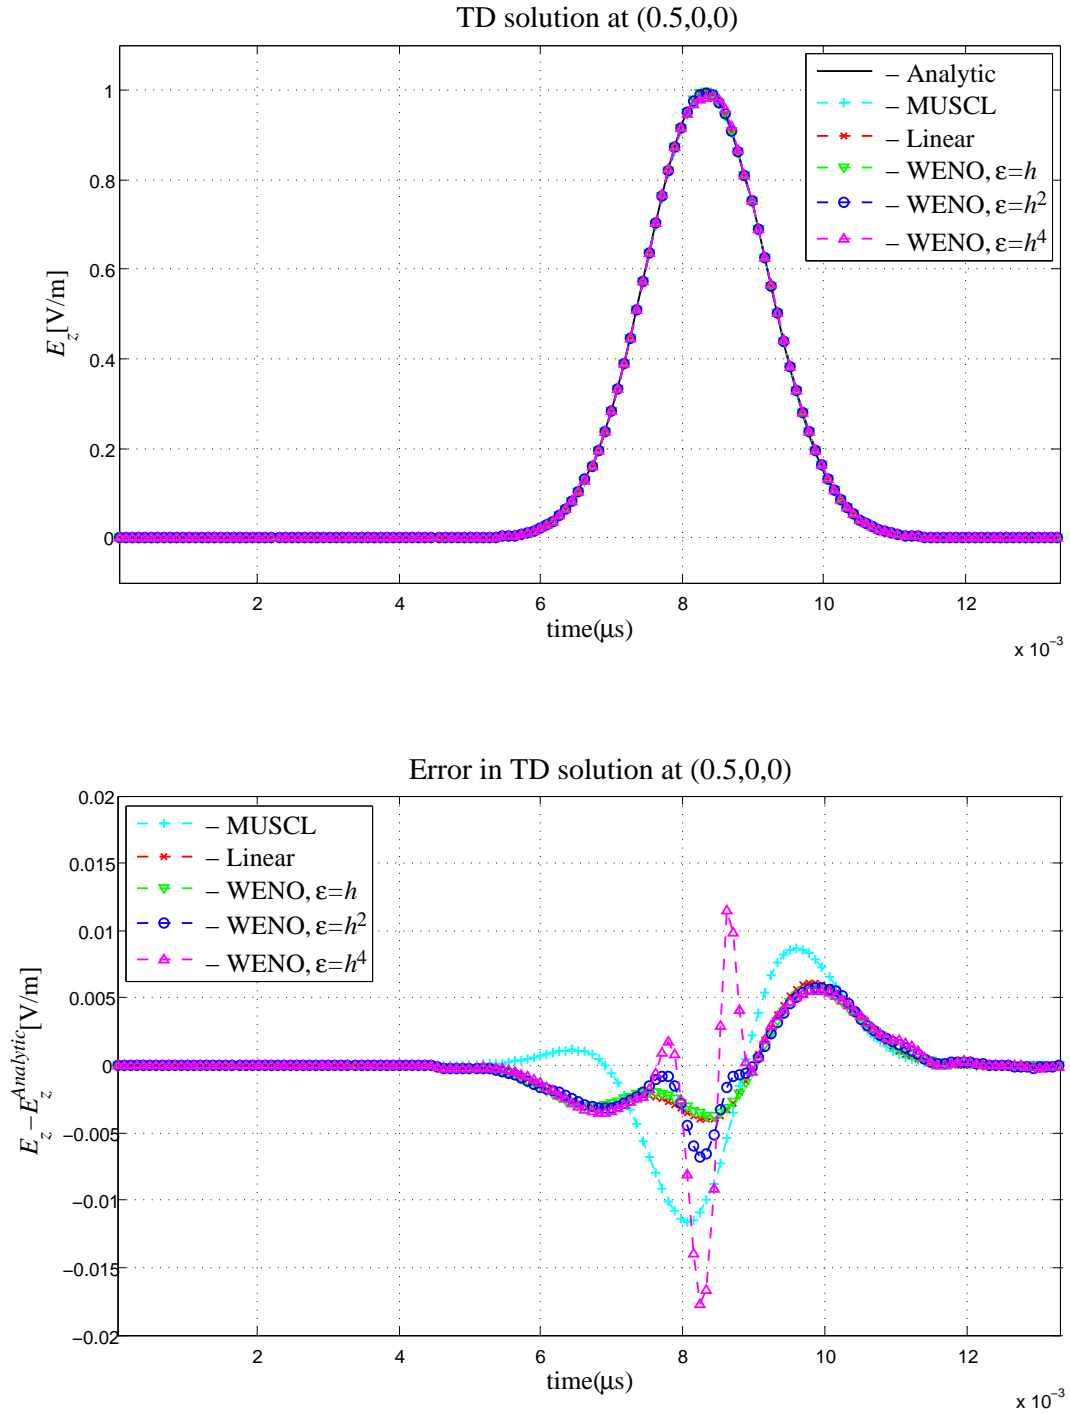 TD solution at (0.5,0,0)
– Analytic
– MUSCL
– Linear
– WENO, ε=h
– WENO, ε=h²
– WENO, ε=h⁴
1
0.8
0.6
0.4
0.2
0
E_z[V/m]
2 4 6 8 10 12
time(μs)
x 10⁻³
Error in TD solution at (0.5,0,0)
– MUSCL
– Linear
– WENO, ε=h
– WENO, ε=h²
– WENO, ε=h⁴
0.02
0.015
0.01
0.005
0
−0.005
−0.01
−0.015
−0.02
E_z−E_z^Analytic[V/m]
2 4 6 8 10 12
time(μs)
x 10⁻³